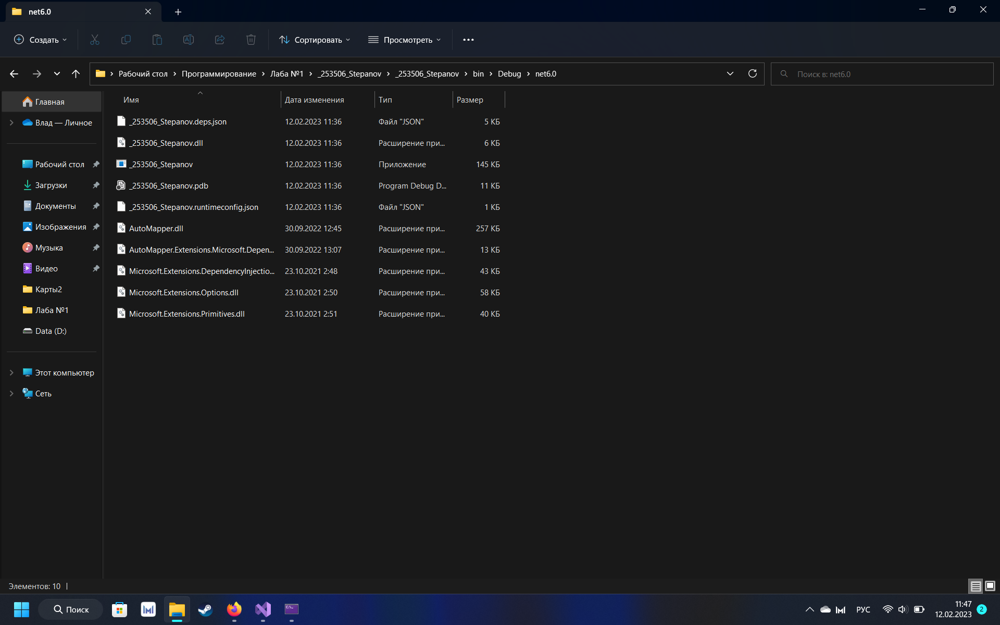 net6.0
Создать
Сортировать
Просмотреть
Рабочий стол > Программирование > Лаба №1 > _253506_Stepanov > _253506_Stepanov > bin > Debug > net6.0
Поиск в: net6.0
Главная
Влад — Личное
Рабочий стол
Загрузки
Документы
Изображения
Музыка
Видео
Карты2
Лаба №1
Data (D:)
Этот компьютер
Сеть
Имя Дата изменения Тип Размер
_253506_Stepanov.deps.json 12.02.2023 11:36 Файл "JSON" 5 КБ
_253506_Stepanov.dll 12.02.2023 11:36 Расширение при... 6 КБ
_253506_Stepanov 12.02.2023 11:36 Приложение 145 КБ
_253506_Stepanov.pdb 12.02.2023 11:36 Program Debug D... 11 КБ
_253506_Stepanov.runtimeconfig.json 12.02.2023 11:36 Файл "JSON" 1 КБ
AutoMapper.dll 30.09.2022 12:45 Расширение при... 257 КБ
AutoMapper.Extensions.Microsoft.Depen... 30.09.2022 13:07 Расширение при... 13 КБ
Microsoft.Extensions.DependencyInjectio... 23.10.2021 2:48 Расширение при... 43 КБ
Microsoft.Extensions.Options.dll 23.10.2021 2:50 Расширение при... 58 КБ
Microsoft.Extensions.Primitives.dll 23.10.2021 2:51 Расширение при... 40 КБ
Элементов: 10
Поиск
РУС
11:47
12.02.2023
2